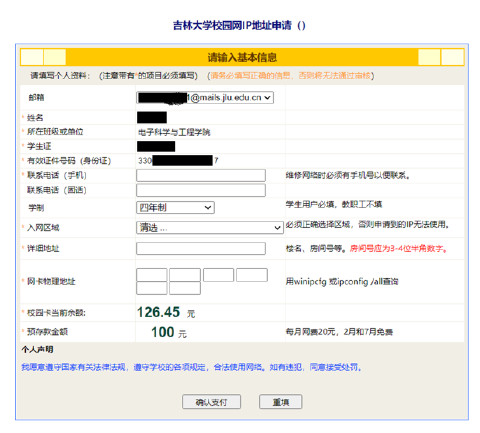 吉林大学校园网IP地址申请（）
请输入基本信息
请填写个人资料：（注意带有*的项目必须填写）（请务必填写正确的信息，否则将无法通过审核）
邮箱 1@mails.jlu.edu.cn
* 姓名
* 所在班级或单位 电子科学与工程学院
* 学生证
* 有效证件号码（身份证） 330 7
* 联系电话（手机） 维修网络时必须有手机号以便联系。
联系电话（固话）
学制 四年制 学生用户必填，教职工不填
* 入网区域 请选 ... 必须正确选择区域，否则申请到的IP无法使用。
* 详细地址 栋名、房间号等。房间号应为3-4位半角数字。
* 网卡物理地址 用winipcfg 或ipconfig /all查询
* 校园卡当前余额: 126.45 元
* 预存款金额 100 元 每月网费20元，2月和7月免费
个人声明
我愿意遵守国家有关法律法规，遵守学校的各项规定，合法使用网络。如有违犯，同意接受处罚。
确认支付 重填